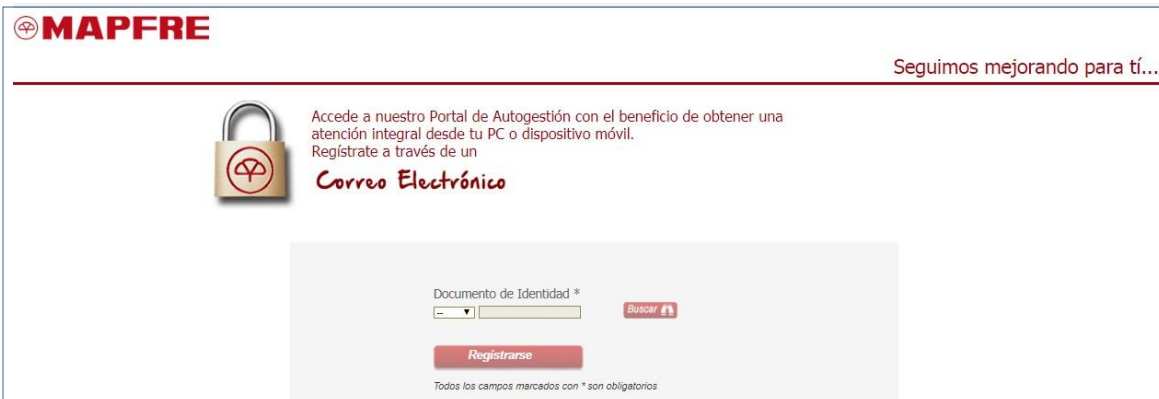 MAPFRE
Seguimos mejorando para tí...
Accede a nuestro Portal de Autogestión con el beneficio de obtener una
atención integral desde tu PC o dispositivo móvil.
Regístrate a través de un
Correo Electrónico
Documento de Identidad *
--
Buscar
Registrarse
Todos los campos marcados con * son obligatorios